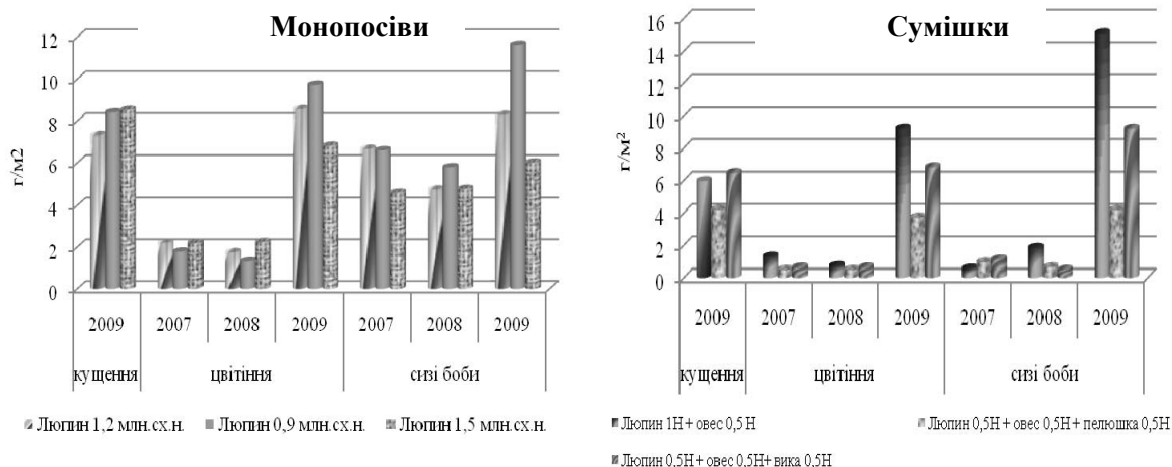 Монопосіви
12
10
8
6
4
2
0
г/м2
2009 2007 2008 2009 2007 2008 2009
кущення цвітіння сизі боби
Люпин 1,2 млн.сх.н. Люпин 0,9 млн.сх.н. Люпин 1,5 млн.сх.н.
Сумішки
16
14
12
10
8
6
4
2
0
г/м²
2009 2007 2008 2009 2007 2008 2009
кущення цвітіння сизі боби
Люпин 1Н+ овес 0,5 Н Люпин 0,5Н+ овес 0,5Н+ пелюшка 0,5Н
Люпин 0,5Н+ овес 0,5Н+ вика 0,5Н